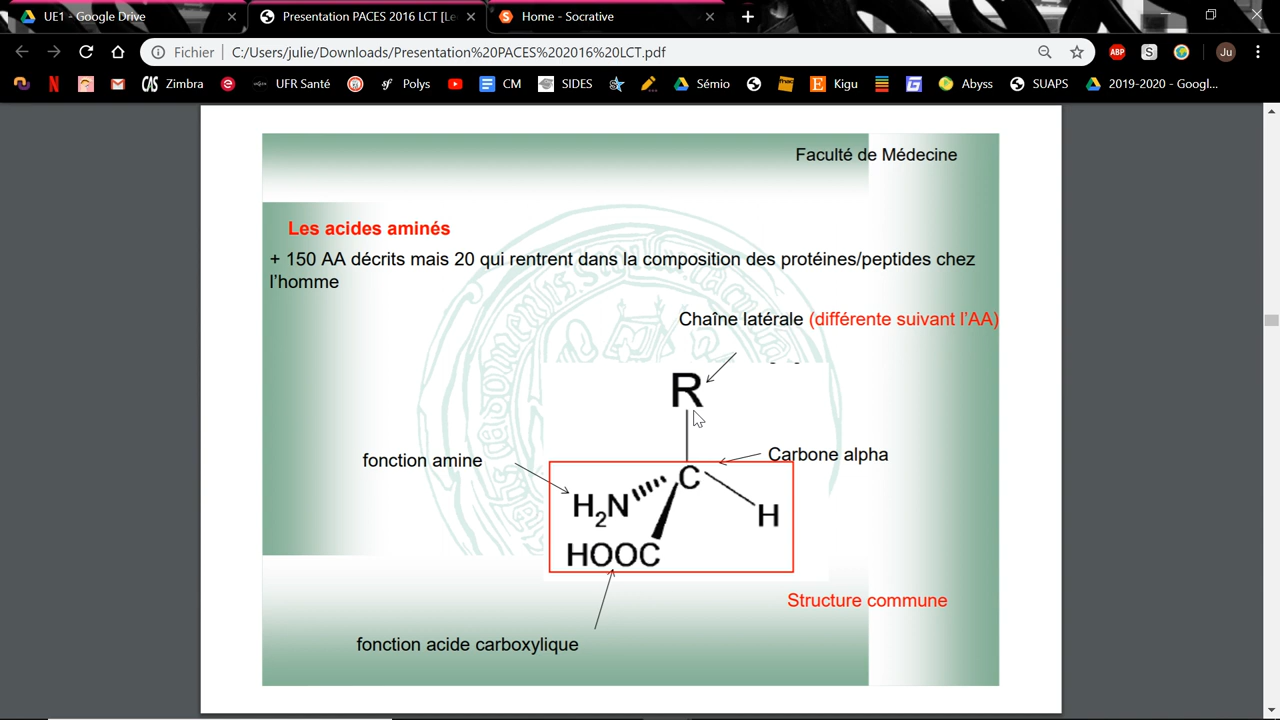 UE1 - Google Drive
Presentation PACES 2016 LCT [Le
Home - Socrative
Fichier
C:/Users/julie/Downloads/Presentation%20PACES%202016%20LCT.pdf
ABP
S
Ju
Zimbra
UFR Santé
Polys
CM
SIDES
Sémio
fnac
E
Kigu
Abyss
SUAPS
2019-2020 - Googl...
Faculté de Médecine
Les acides aminés
+ 150 AA décrits mais 20 qui rentrent dans la composition des protéines/peptides chez
l'homme
Chaîne latérale (différente suivant l'AA)
R
fonction amine
Carbone alpha
C
H2N
H
HOOC
Structure commune
fonction acide carboxylique